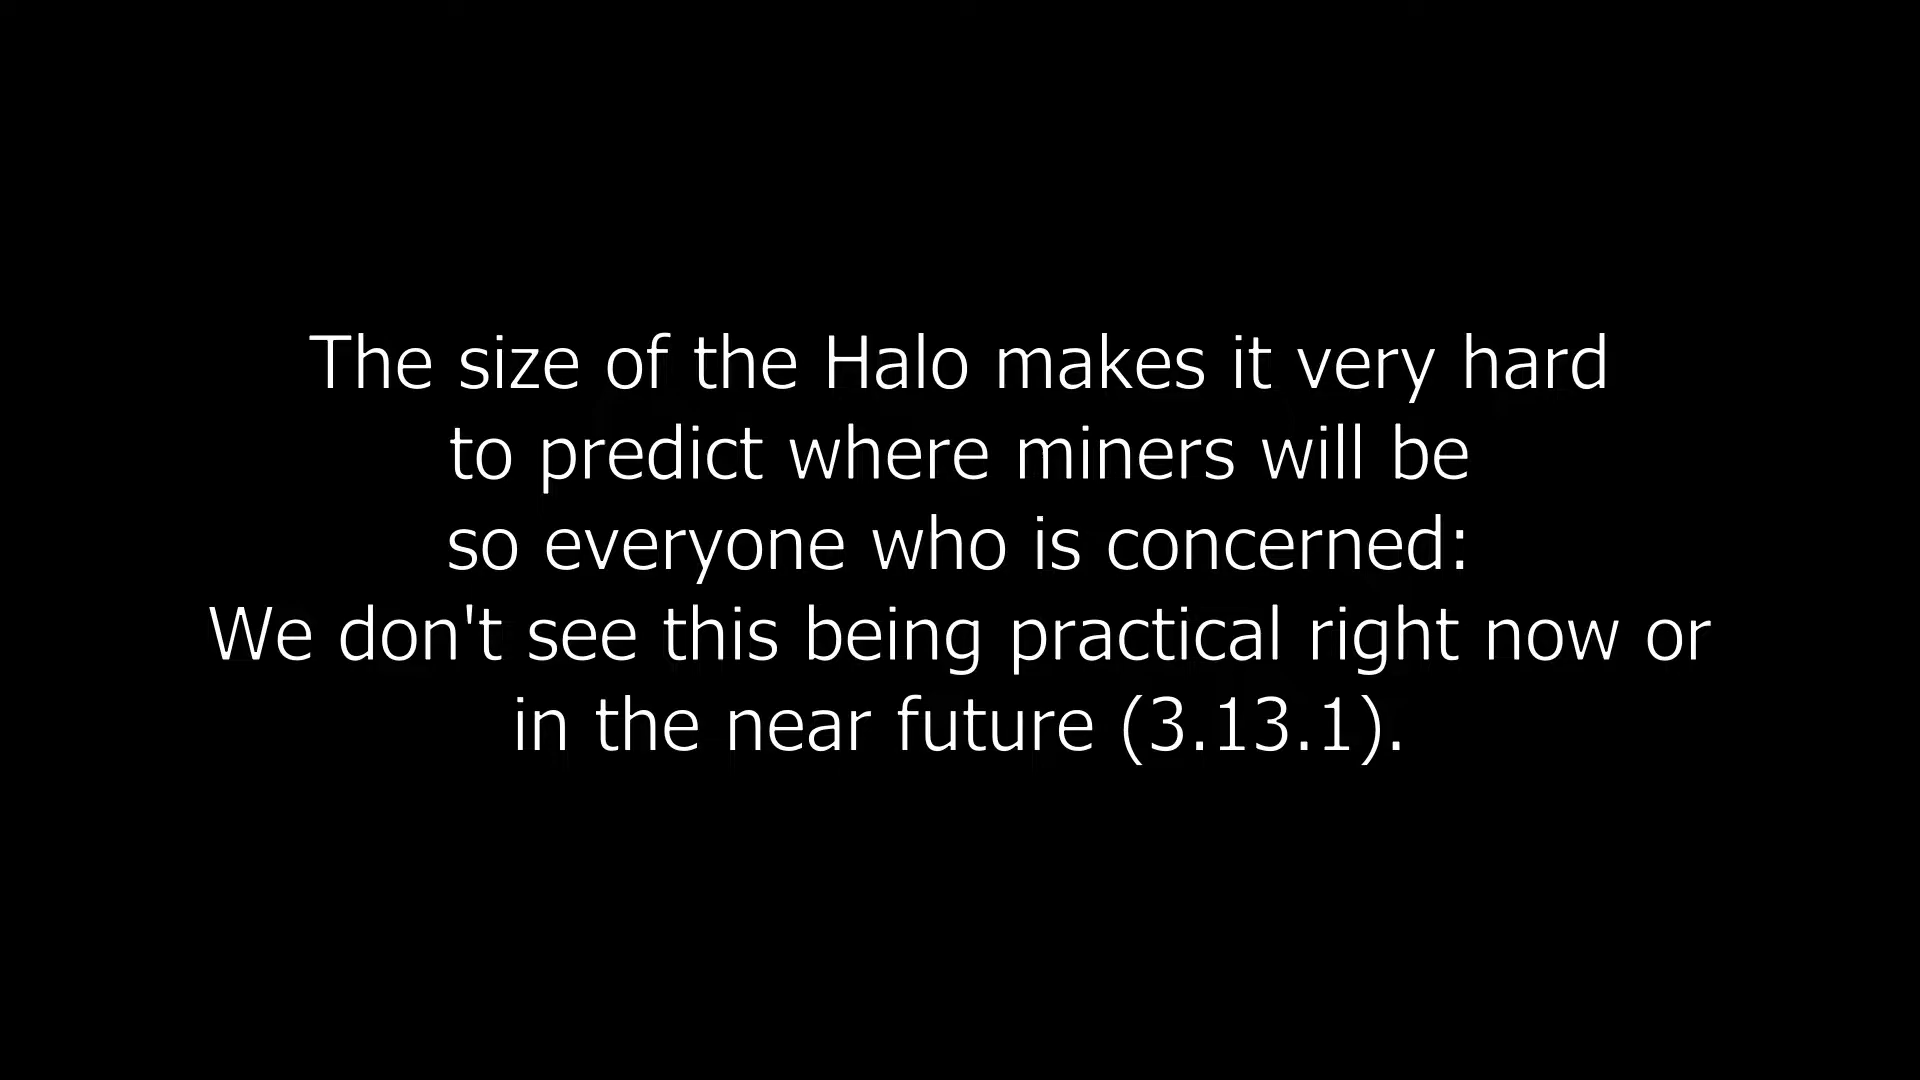 The size of the Halo makes it very hard
to predict where miners will be
so everyone who is concerned:
We don't see this being practical right now or
in the near future (3.13.1).